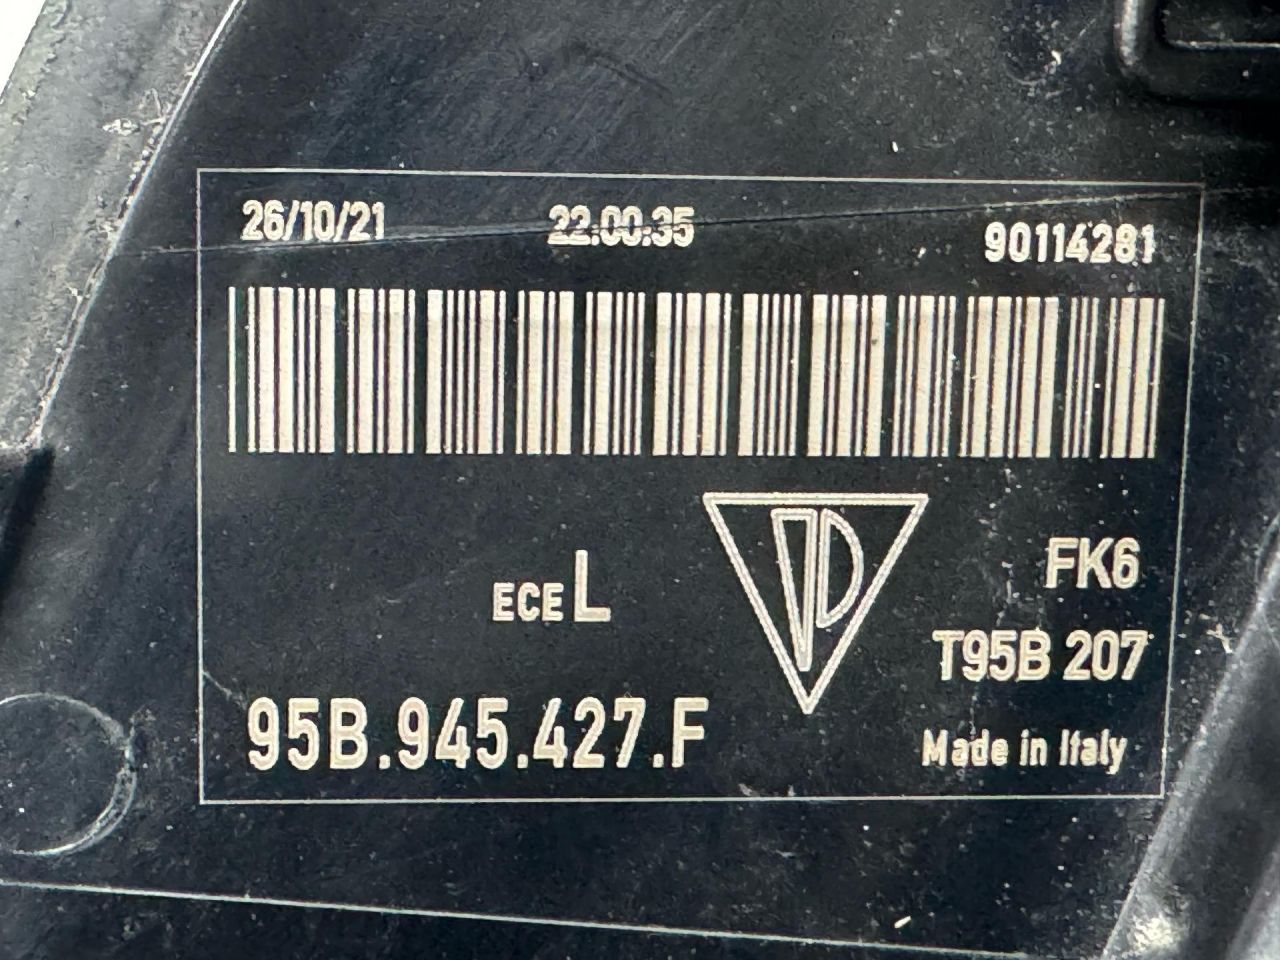 26/10/21 22:00:35 90114281
FK6
ECE L
T95B 207
95B.945.427.F
Made in Italy